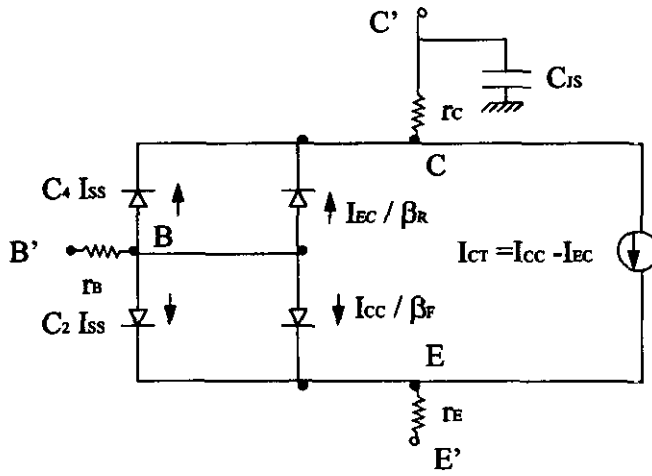 C'
CJS
rC
C
C4 ISS
IEC / βR
B
B'
ICT =ICC -IEC
rB
C2 ISS
ICC / βF
E
rE
E'